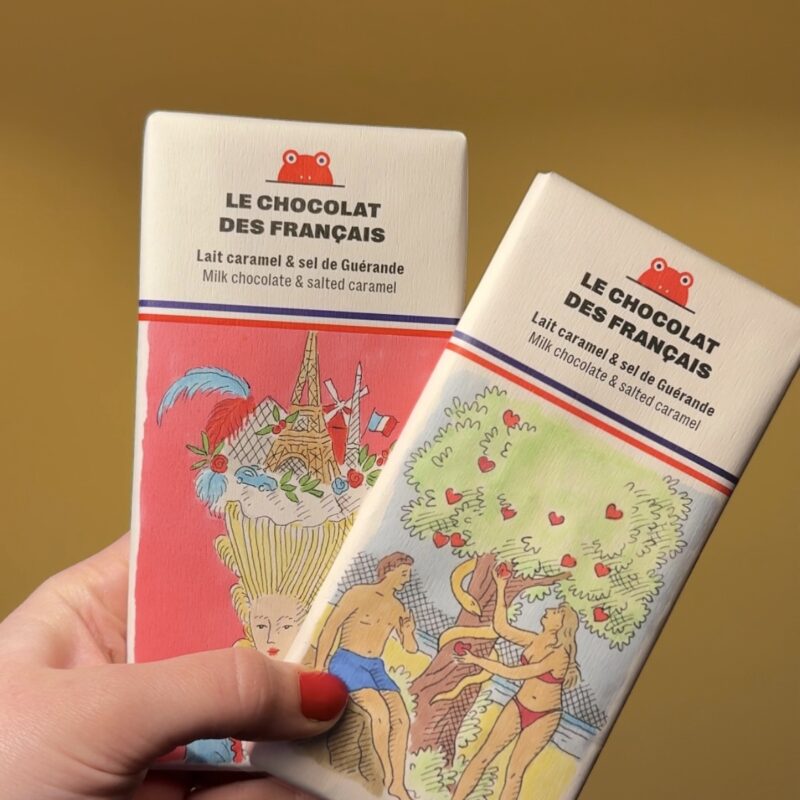 LE CHOCOLAT
DES FRANÇAIS
Lait caramel & sel de Guérande
Milk chocolate & salted caramel
LE CHOCOLAT
DES FRANÇAIS
Lait caramel & sel de Guérande
Milk chocolate & salted caramel